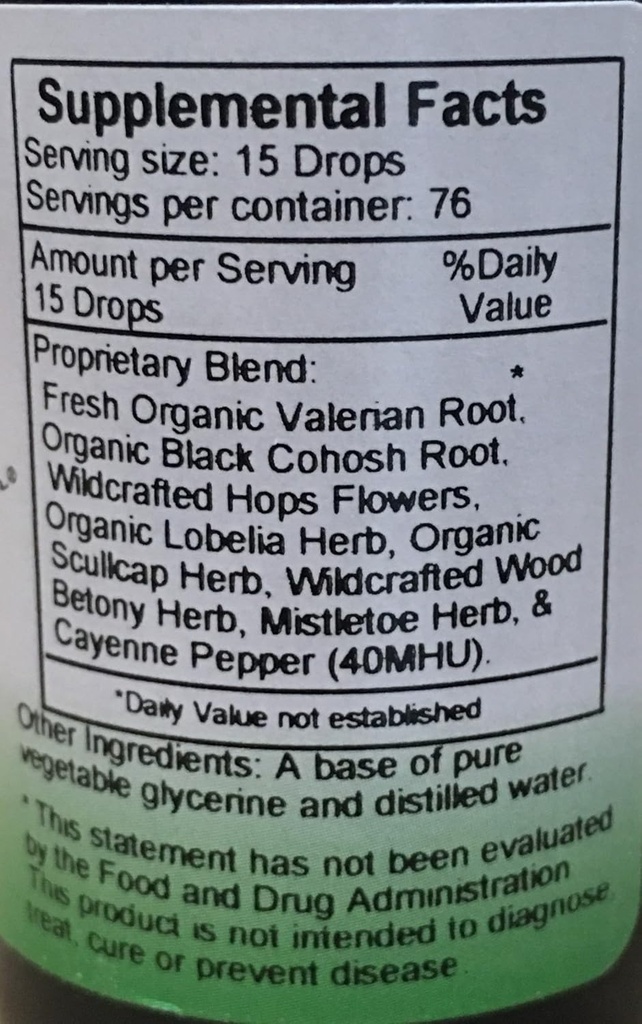 Supplemental Facts
Serving size: 15 Drops
Servings per container: 76
Amount per Serving %Daily
15 Drops Value
Proprietary Blend: *
Fresh Organic Valerian Root,
Organic Black Cohosh Root,
Wildcrafted Hops Flowers,
Organic Lobelia Herb, Organic
Scullcap Herb, Wildcrafted Wood
Betony Herb, Mistletoe Herb, &
Cayenne Pepper (40MHU).
*Daily Value not established
Other Ingredients: A base of pure
vegetable glycerine and distilled water.
*This statement has not been evaluated
by the Food and Drug Administration
This product is not intended to diagnose,
treat, cure or prevent disease.